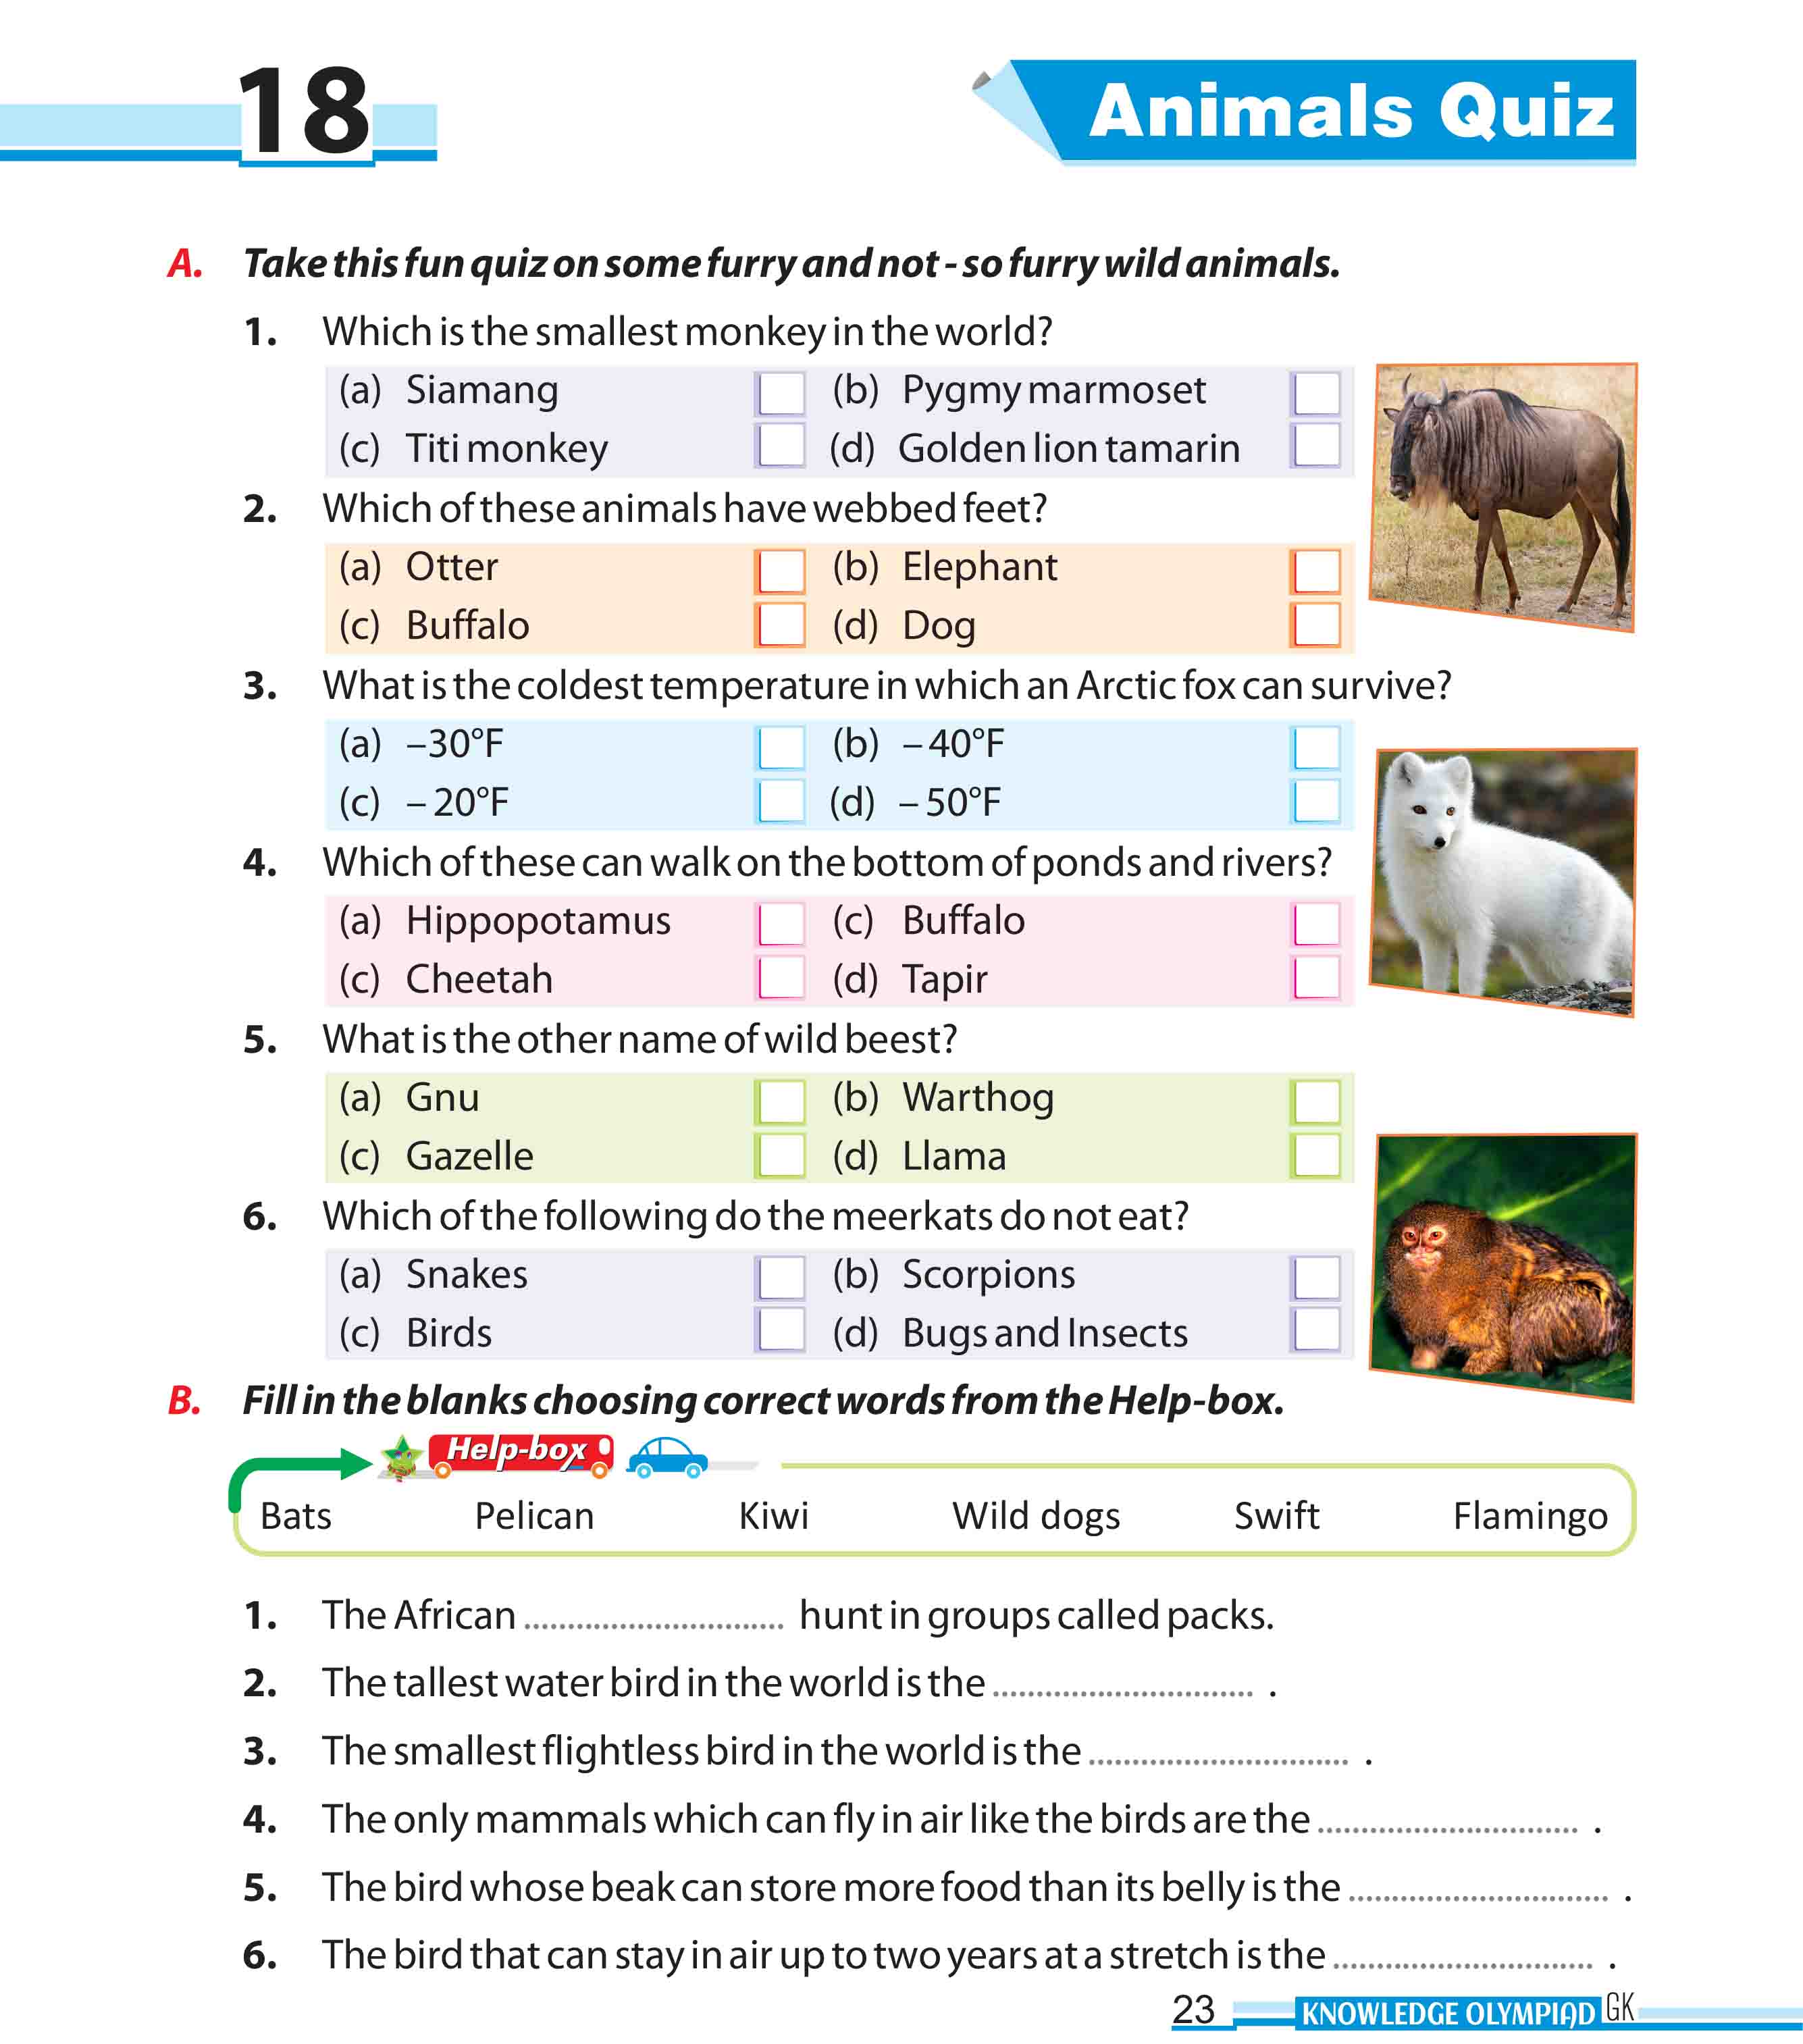 18
Animals Quiz
A. Take this fun quiz on some furry and not - so furry wild animals.
1. Which is the smallest monkey in the world?
(a) Siamang (b) Pygmy marmoset
(c) Titi monkey (d) Golden lion tamarin
2. Which of these animals have webbed feet?
(a) Otter (b) Elephant
(c) Buffalo (d) Dog
3. What is the coldest temperature in which an Arctic fox can survive?
(a) –30°F (b) – 40°F
(c) – 20°F (d) – 50°F
4. Which of these can walk on the bottom of ponds and rivers?
(a) Hippopotamus (c) Buffalo
(c) Cheetah (d) Tapir
5. What is the other name of wild beest?
(a) Gnu (b) Warthog
(c) Gazelle (d) Llama
6. Which of the following do the meerkats do not eat?
(a) Snakes (b) Scorpions
(c) Birds (d) Bugs and Insects
B. Fill in the blanks choosing correct words from the Help-box.
Help-box
Bats Pelican Kiwi Wild dogs Swift Flamingo
1. The African .............................. hunt in groups called packs.
2. The tallest water bird in the world is the .............................. .
3. The smallest flightless bird in the world is the .............................. .
4. The only mammals which can fly in air like the birds are the .............................. .
5. The bird whose beak can store more food than its belly is the .............................. .
6. The bird that can stay in air up to two years at a stretch is the .............................. .
23 KNOWLEDGE OLYMPIAD GK